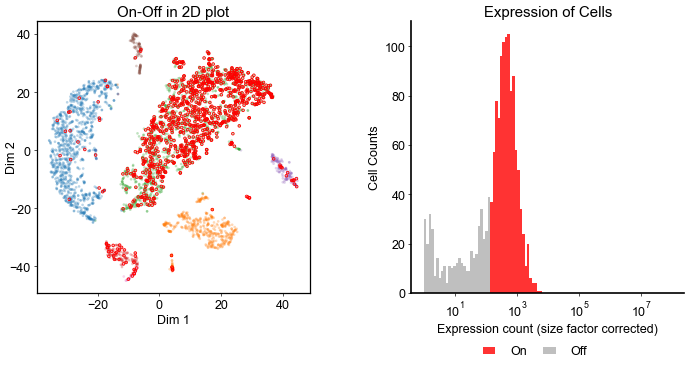 On-Off in 2D plot
Dim 2
40
20
0
−20
−40
−20
0
20
40
Dim 1
Expression of Cells
Cell Counts
100
80
60
40
20
0
10^1
10^3
10^5
10^7
Expression count (size factor corrected)
On
Off